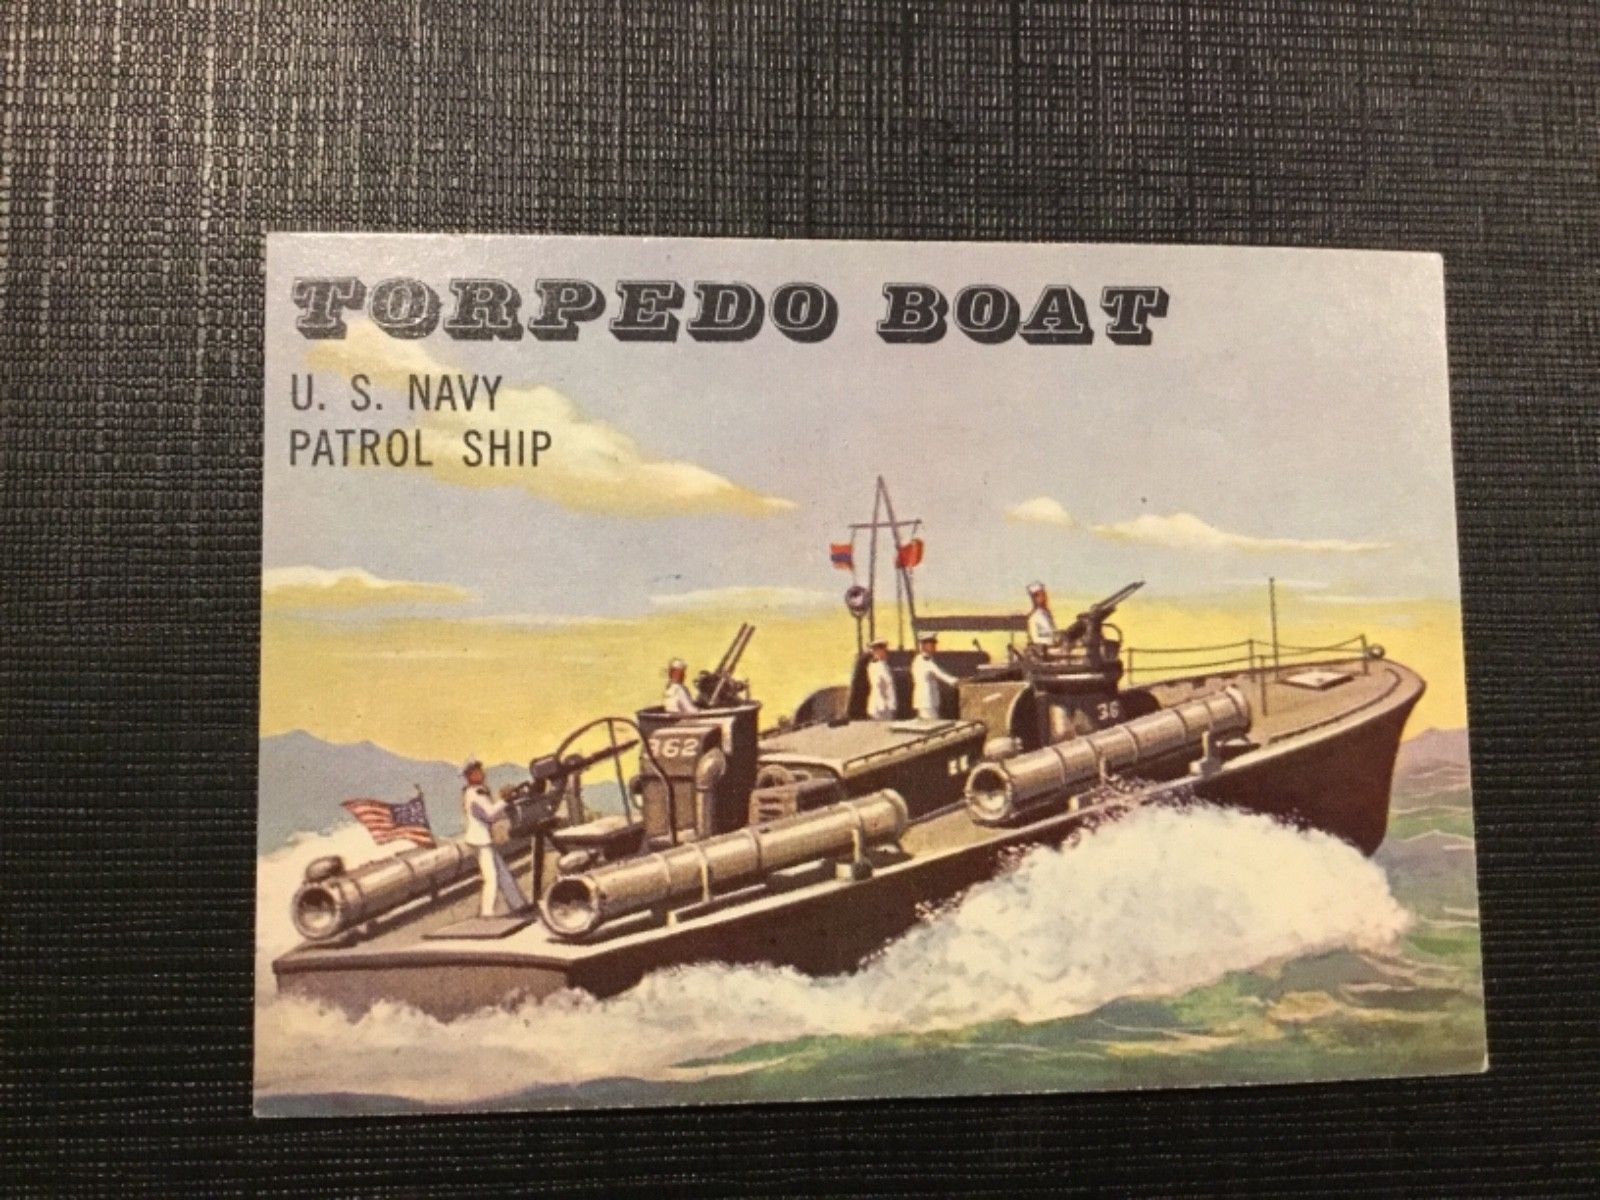 TORPEDO BOAT
U. S. NAVY
PATROL SHIP
362
36